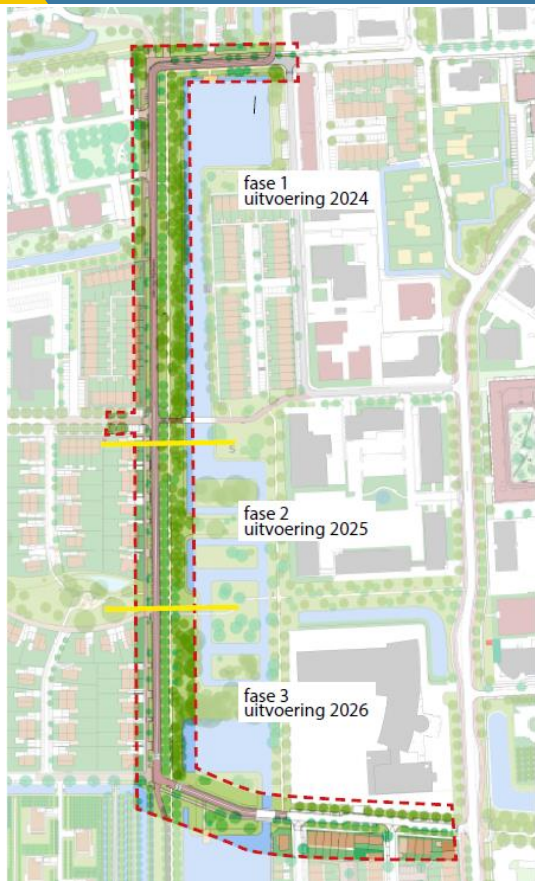 fase 1
uitvoering 2024
fase 2
uitvoering 2025
fase 3
uitvoering 2026